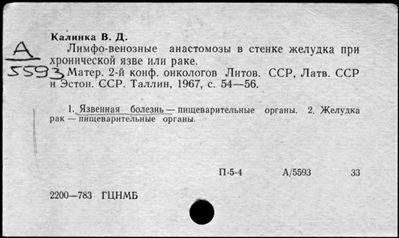 Калинка В. Д.
А
5593
Лимфо-венозные анастомозы в стенке желудка при
хронической язве или раке.
Матер. 2-й конф. онкологов Литов. ССР, Латв. ССР
и Эстон. ССР. Таллин, 1967, с. 54—56.
1. Язвенная болезнь — пищеварительные органы. 2. Желудка
рак — пищеварительные органы.
П-5-4 А/5593 33
2200—783 ГЦНМБ